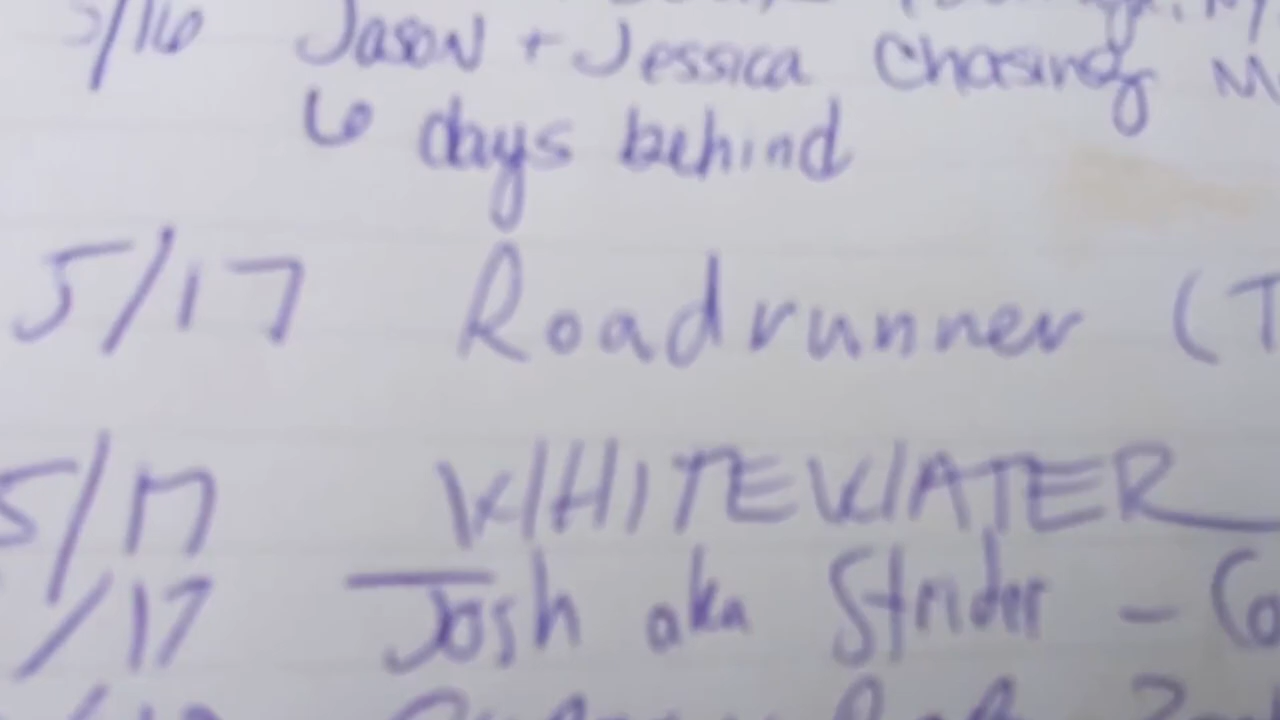 5/16 Jason + Jessica Chasing
6 days behind
5/17 Roadrunner (T
5/17 WHITEWATER
/17 Josh aka Strider - Co